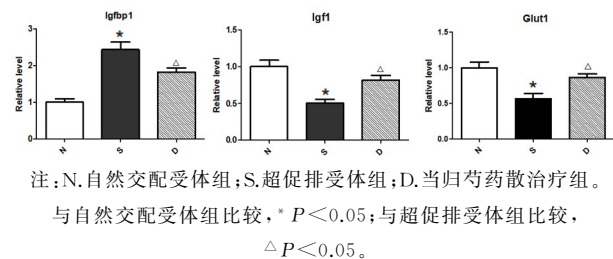 Igfbp1 Igf1 Glut1
Relative level Relative level Relative level
3 2 1 0
1.5 1.0 0.5 0.0
1.5 1.0 0.5 0.0
* △ * △ * △
N S D N S D N S D
注:N.自然交配受体组;S.超促排受体组;D.当归芍药散治疗组。
与自然交配受体组比较,* P<0.05;与超促排受体组比较,
△ P<0.05。